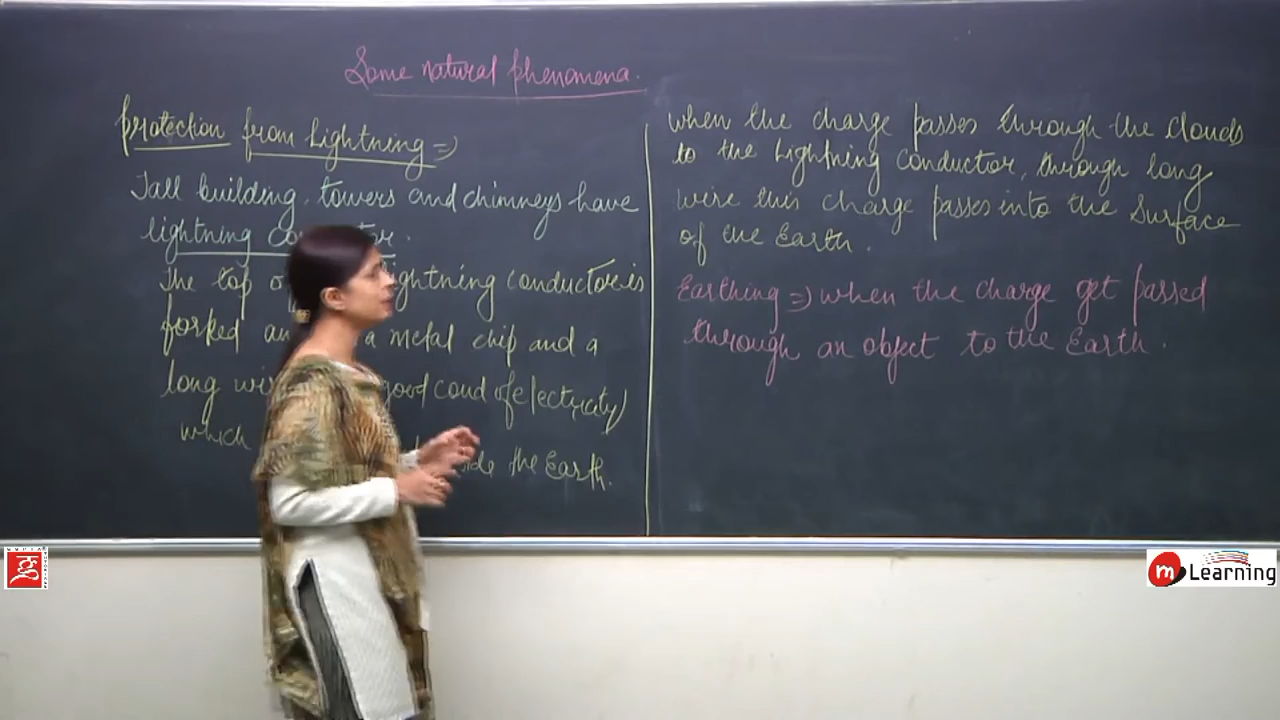 Some natural phenomena.
protection from Lightning =>
Tall building, towers and chimneys have
lightning
The top lightning conductor is
forked a metal chip and a
long good cond of electricity)
which
the Earth.
when the charge passes through the clouds
to the Lightning conductor, through long
wire this charge passes into the surface
of the Earth.
Earthing => when the charge get passed
through an object to the Earth.
m Learning